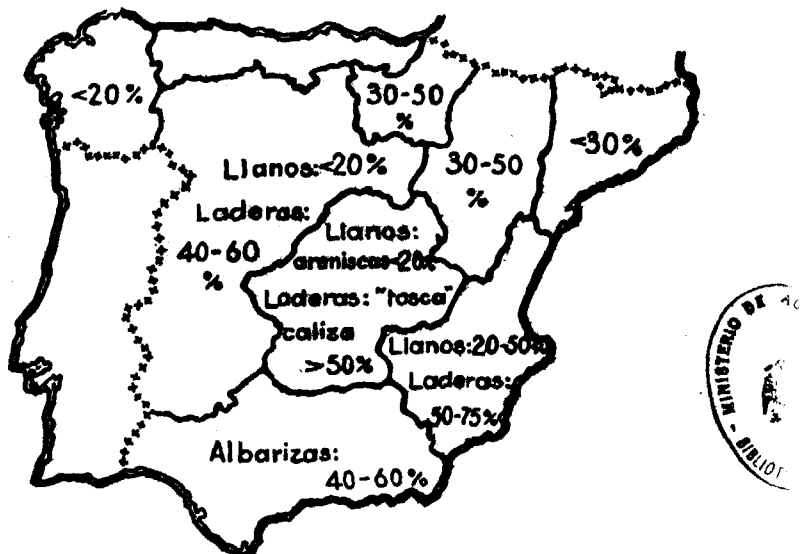 <20%
30-50
%
30-50
%
<30%
Llanos:<20%
Laderas:
40-60
%
Llanos:
areniscas<20%
Laderas: "tosca"
caliza
>50%
Llanos:20-50%
Laderas:
50-75%
Albarizas:
40-60%
MINISTERIO DE
BIBLIOT